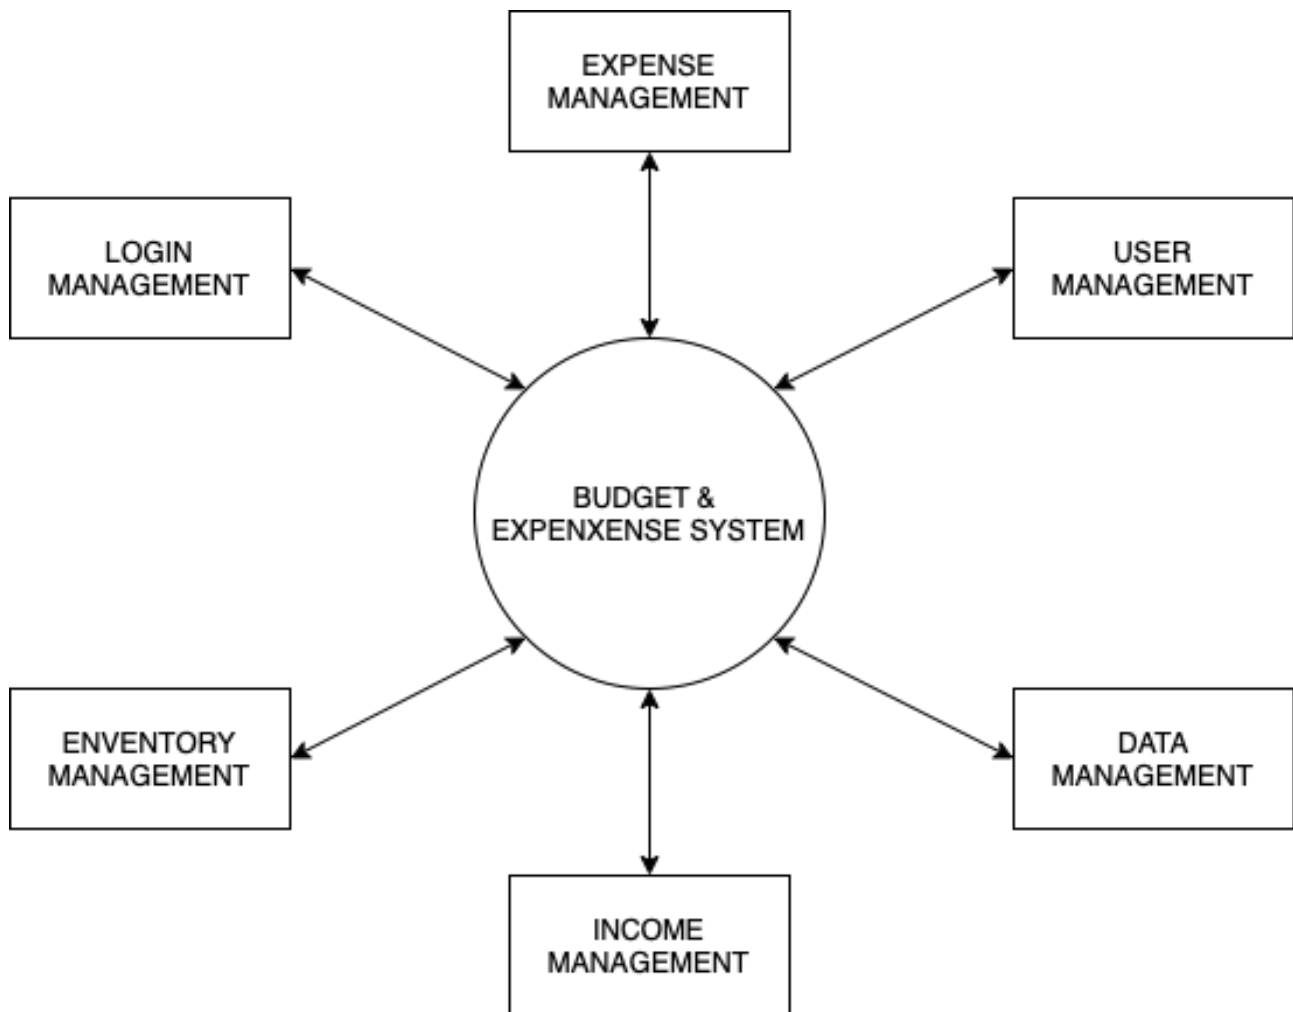 EXPENSE
MANAGEMENT
LOGIN
MANAGEMENT
USER
MANAGEMENT
BUDGET &
EXPENXENSE SYSTEM
ENVENTORY
MANAGEMENT
DATA
MANAGEMENT
INCOME
MANAGEMENT